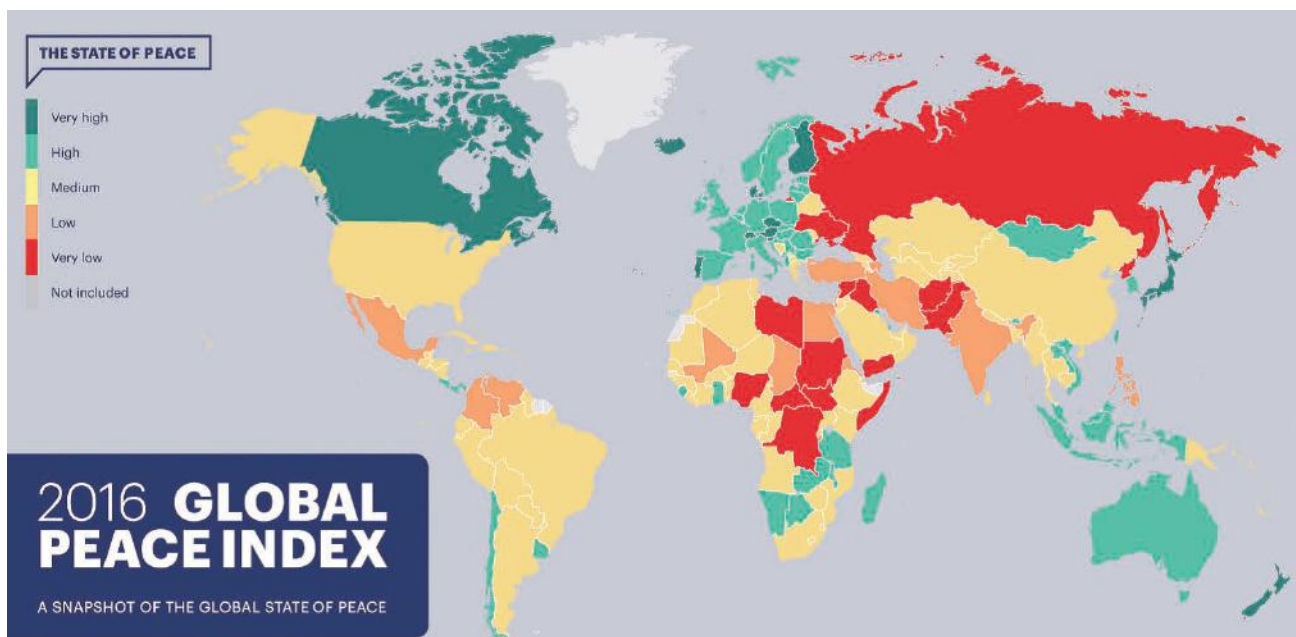 THE STATE OF PEACE
Very high
High
Medium
Low
Very low
Not included
2016 GLOBAL
PEACE INDEX
A SNAPSHOT OF THE GLOBAL STATE OF PEACE